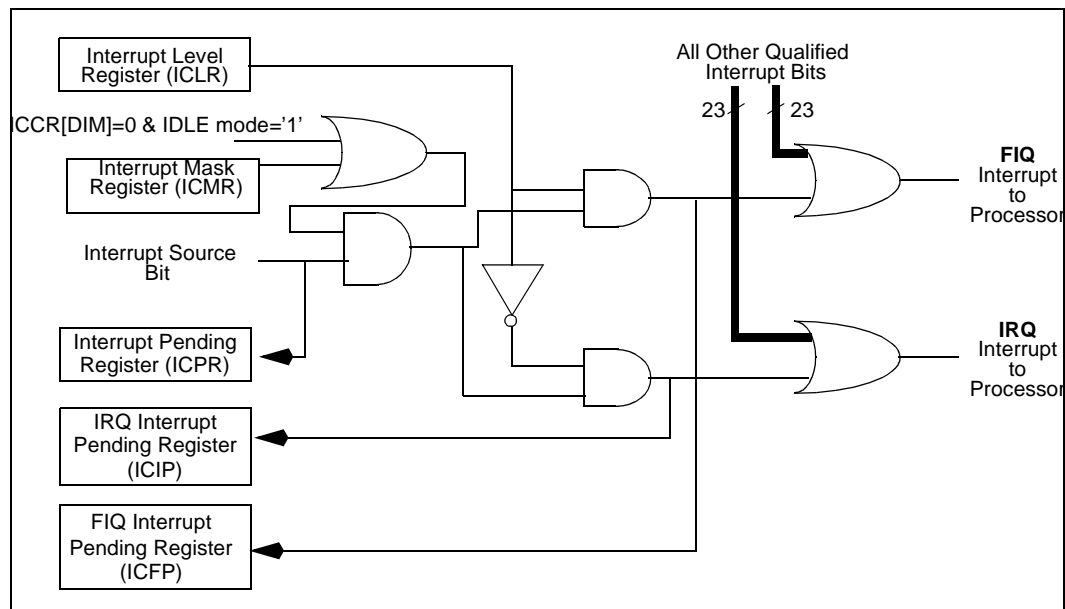 Interrupt Level
Register (ICLR)
All Other Qualified
Interrupt Bits
23
23
ICCR[DIM]=0 & IDLE mode='1'
Interrupt Mask
Register (ICMR)
FIQ
Interrupt
to
Processor
Interrupt Source
Bit
Interrupt Pending
Register (ICPR)
IRQ
Interrupt
to
Processor
IRQ Interrupt
Pending Register
(ICIP)
FIQ Interrupt
Pending Register
(ICFP)